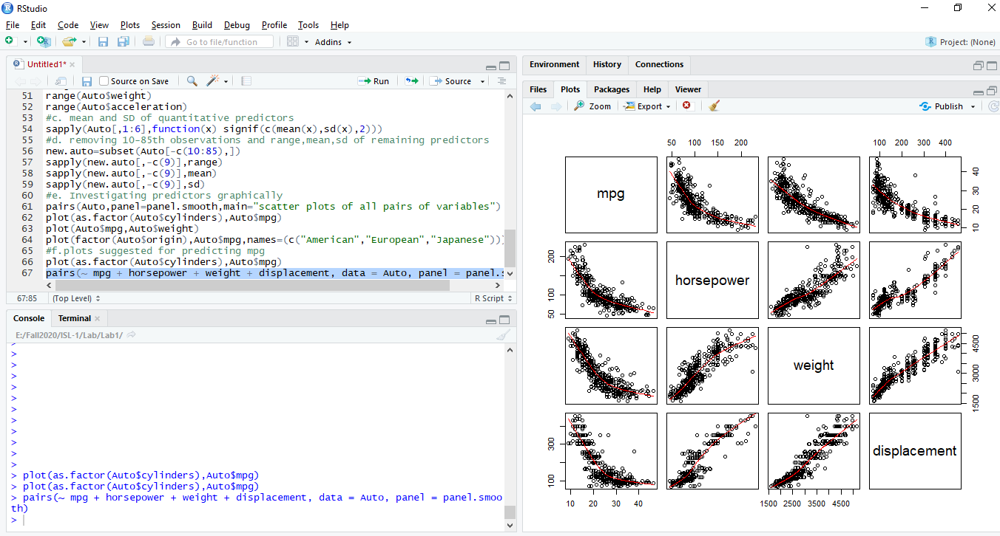 RStudio
File Edit Code View Plots Session Build Debug Profile Tools Help
Go to file/function Addins Project: (None)
Untitled1*
Source on Save Run Source
51 range(Auto$weight)
52 range(Auto$acceleration)
53 #c. mean and SD of quantitative predictors
54 sapply(Auto[,1:6],function(x) signif(c(mean(x),sd(x),2)))
55 #d. removing 10-85th observations and range,mean,sd of remaining predictors
56 new.auto=subset(Auto[-c(10:85),])
57 sapply(new.auto[,-c(9)],range)
58 sapply(new.auto[,-c(9)],mean)
59 sapply(new.auto[,-c(9)],sd)
60 #e. Investigating predictors graphically
61 pairs(Auto,panel=panel.smooth,main="scatter plots of all pairs of variables")
62 plot(as.factor(Auto$cylinders),Auto$mpg)
63 plot(Auto$mpg,Auto$weight)
64 plot(factor(Auto$origin),Auto$mpg,names=(c("American","European","Japanese")))
65 #f.plots suggested for predicting mpg
66 plot(as.factor(Auto$cylinders),Auto$mpg)
67 pairs(~ mpg + horsepower + weight + displacement, data = Auto, panel = panel.s
67:85 (Top Level) R Script
Console Terminal
E:/Fall2020/ISL-1/Lab/Lab1/
>
>
>
>
>
>
>
>
>
>
>
>
> plot(as.factor(Auto$cylinders),Auto$mpg)
> plot(as.factor(Auto$cylinders),Auto$mpg)
> pairs(~ mpg + horsepower + weight + displacement, data = Auto, panel = panel.smoo
th)
>
Environment History Connections
Files Plots Packages Help Viewer
Zoom Export Publish
50 100 150 200 100 200 300 400
mpg
10 20 30 40
horsepower
50 100 200
weight
1500 3000 4500
displacement
100 300
10 20 30 40 1500 2500 3500 4500